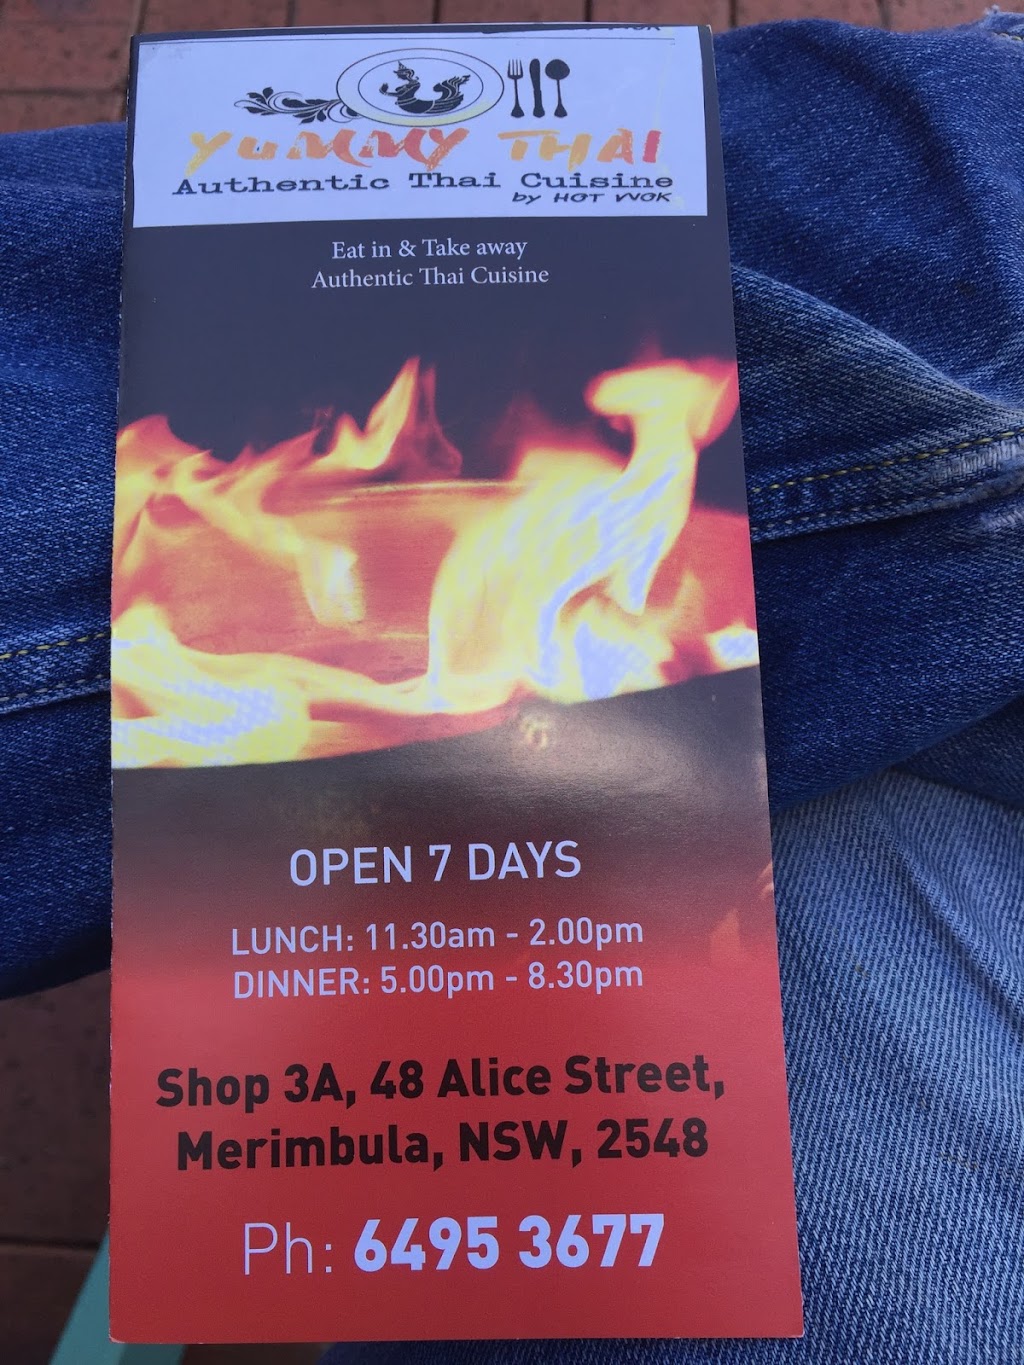 YUMMY THAI
Authentic Thai Cuisine
by HOT WOK
Eat in & Take away
Authentic Thai Cuisine
OPEN 7 DAYS
LUNCH: 11.30am - 2.00pm
DINNER: 5.00pm - 8.30pm
Shop 3A, 48 Alice Street,
Merimbula, NSW, 2548
Ph: 6495 3677